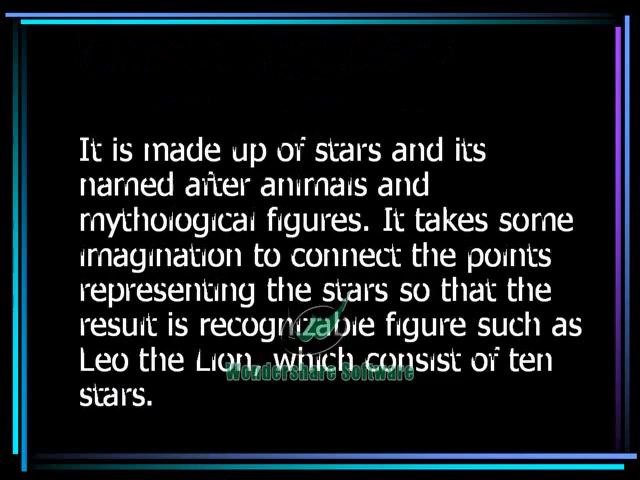 It is made up of stars and its
named after animals and
mythological figures. It takes some
imagination to connect the points
representing the stars so that the
result is recognizable figure such as
Leo the Lion, which consist of ten
stars.
Wondershare Software